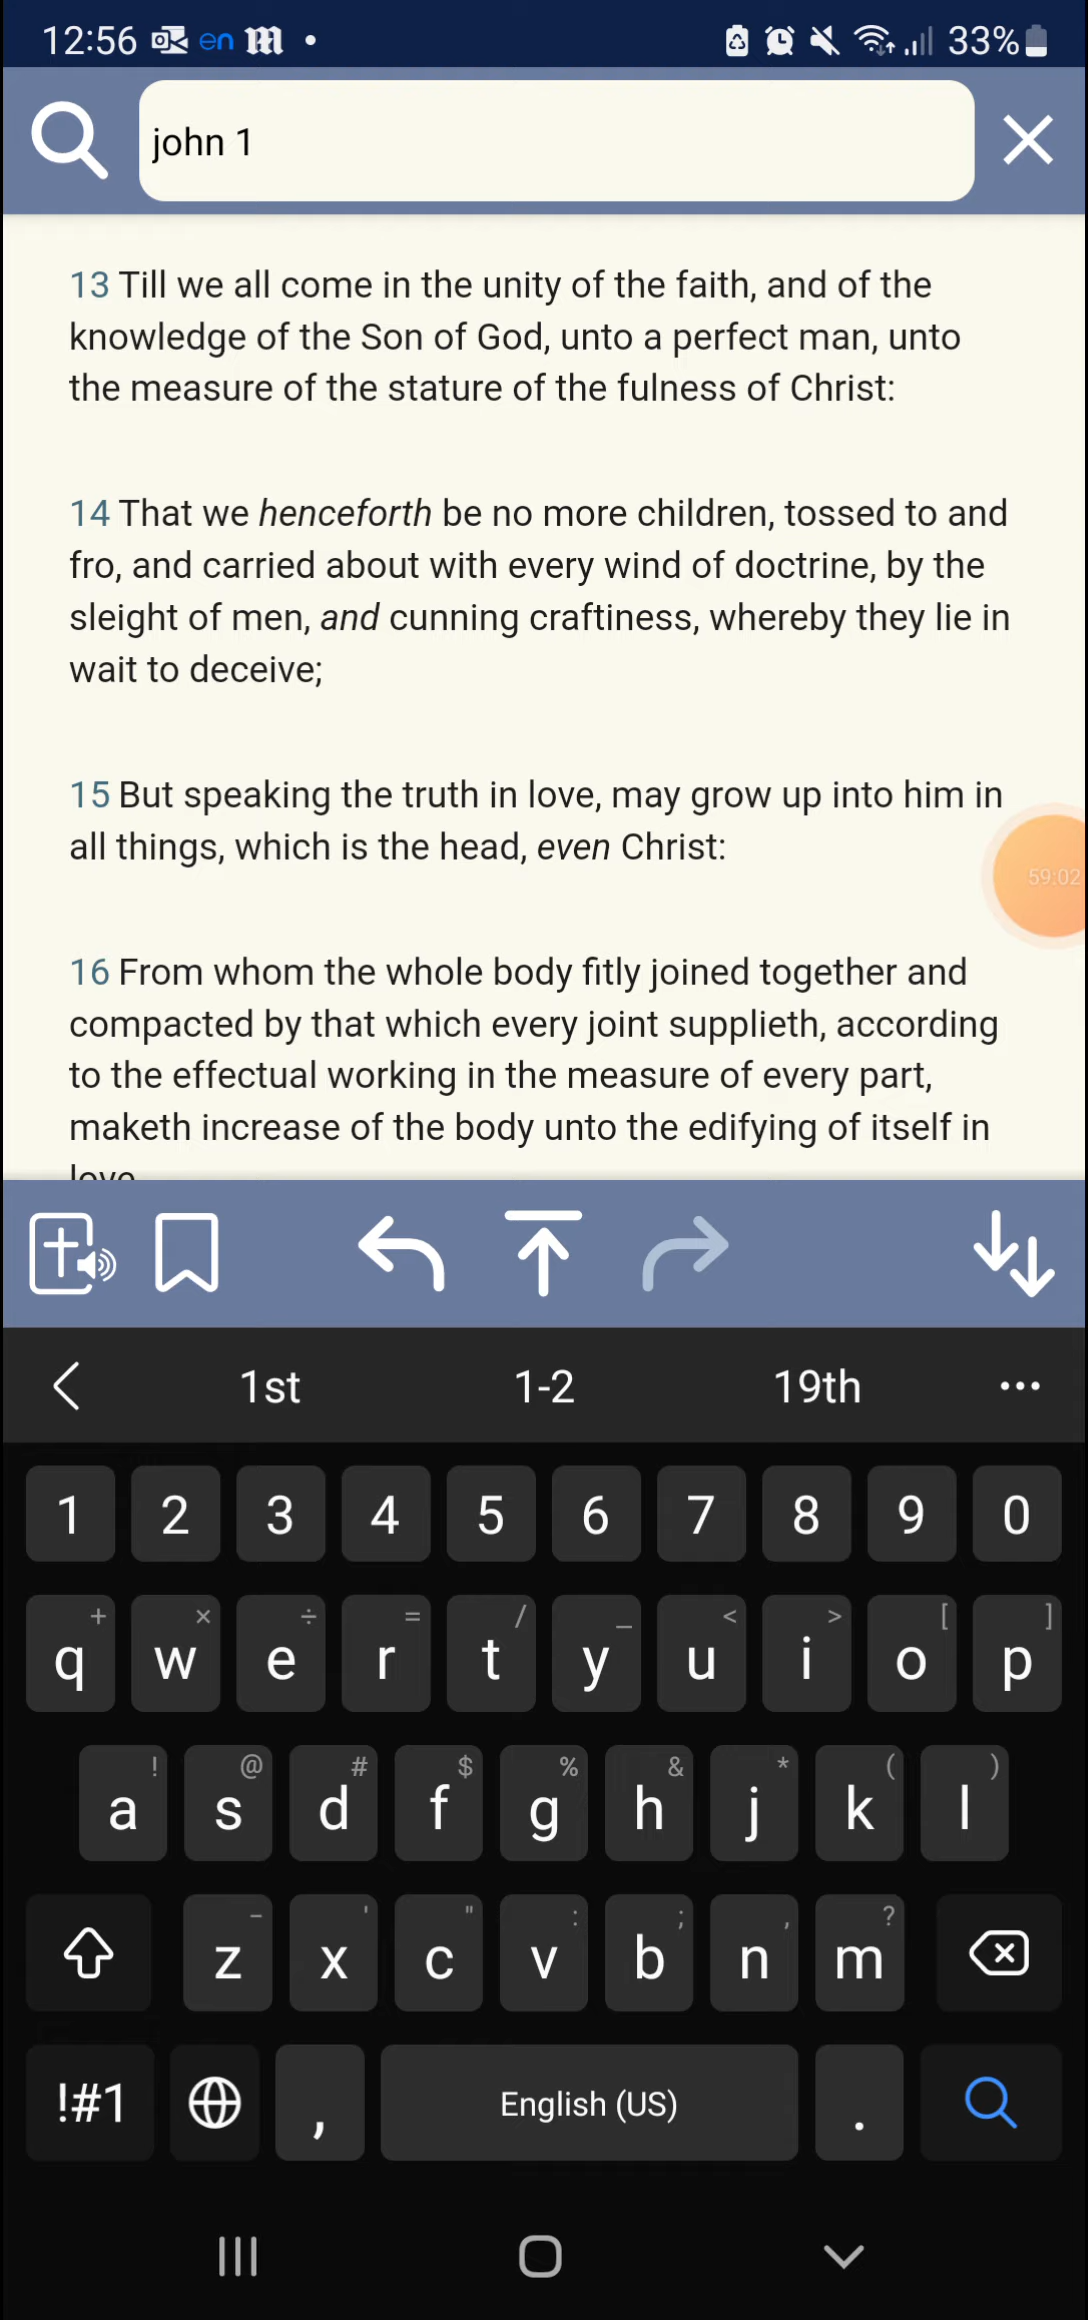 12:56 en 33%
john 1
13 Till we all come in the unity of the faith, and of the
knowledge of the Son of God, unto a perfect man, unto
the measure of the stature of the fulness of Christ:
14 That we henceforth be no more children, tossed to and
fro, and carried about with every wind of doctrine, by the
sleight of men, and cunning craftiness, whereby they lie in
wait to deceive;
15 But speaking the truth in love, may grow up into him in
all things, which is the head, even Christ:
59:02
16 From whom the whole body fitly joined together and
compacted by that which every joint supplieth, according
to the effectual working in the measure of every part,
maketh increase of the body unto the edifying of itself in
love
1st 1-2 19th ...
1 2 3 4 5 6 7 8 9 0
+ × ÷ = / _ < > [ ]
q w e r t y u i o p
! @ # $ % & * ( )
a s d f g h j k l
- ' " : ; , ?
z x c v b n m
!#1 , English (US) .